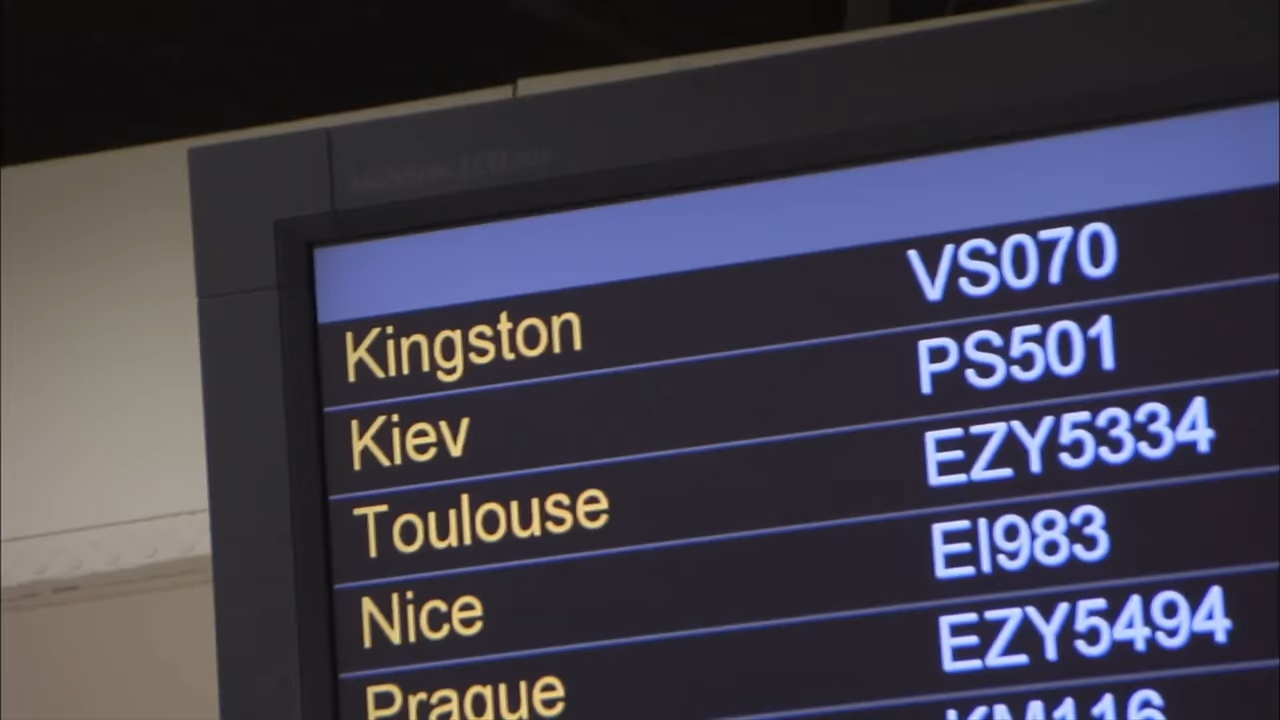 Kingston VS070
Kiev PS501
Toulouse EZY5334
Nice EI983
Prague EZY5494